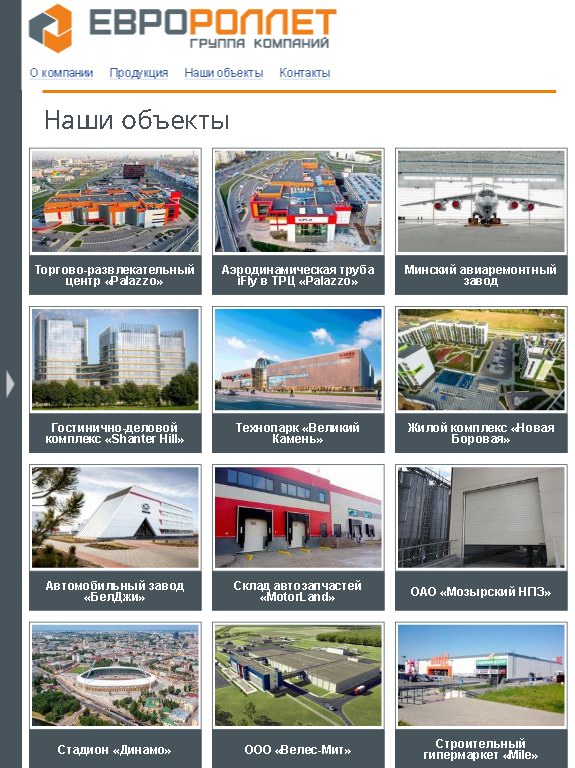 ЕВРОРОЛЛЕТ
ГРУППА КОМПАНИЙ
О компании Продукция Наши объекты Контакты
Наши объекты
Торгово-развлекательный
центр «Palazzo»
Аэродинамическая труба
iFly в ТРЦ «Palazzo»
Минский авиаремонтный
завод
Гостинично-деловой
комплекс «Shanter Hill»
Технопарк «Великий
Камень»
Жилой комплекс «Новая
Боровая»
Автомобильный завод
«БелДжи»
Склад автозапчастей
«MotorLand»
ОАО «Мозырский НПЗ»
Стадион «Динамо»
ООО «Велес-Мит»
Строительный
гипермаркет «Mile»